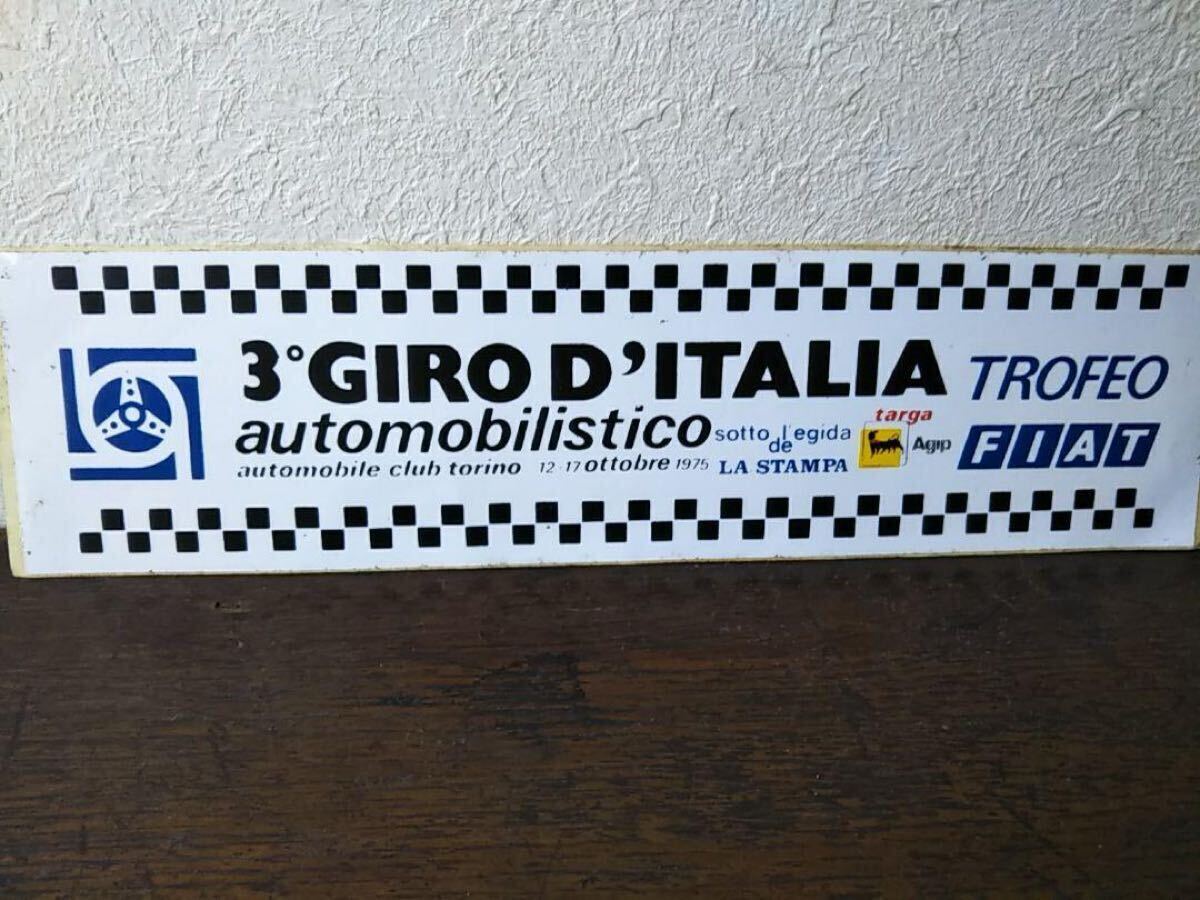 3° GIRO D'ITALIA
automobilistico
automobile club torino 12-17 ottobre 1975
sotto l'egida
de
LA STAMPA
targa
Agip
TROFEO
FIAT